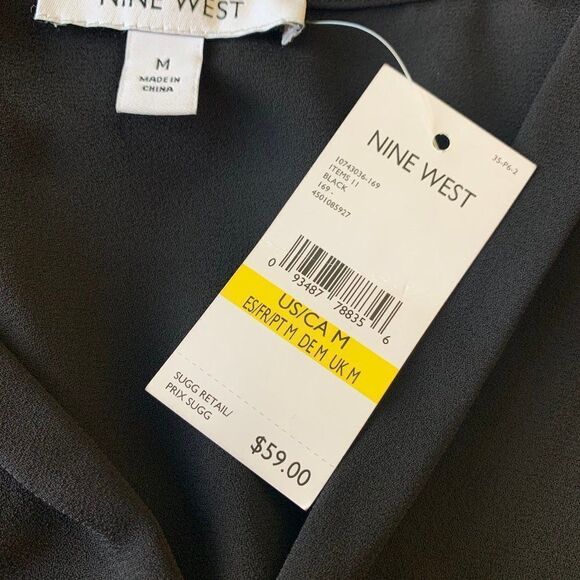 NINE WEST
M
MADE IN
CHINA
35-P6-2
NINE WEST
10743036-169
ITEMS 11
BLACK
169 -
4501085927
0 93487 78835 6
US/CA M
ES/FR/PT M DE M UK M
SUGG RETAIL/
PRIX SUGG
$59.00